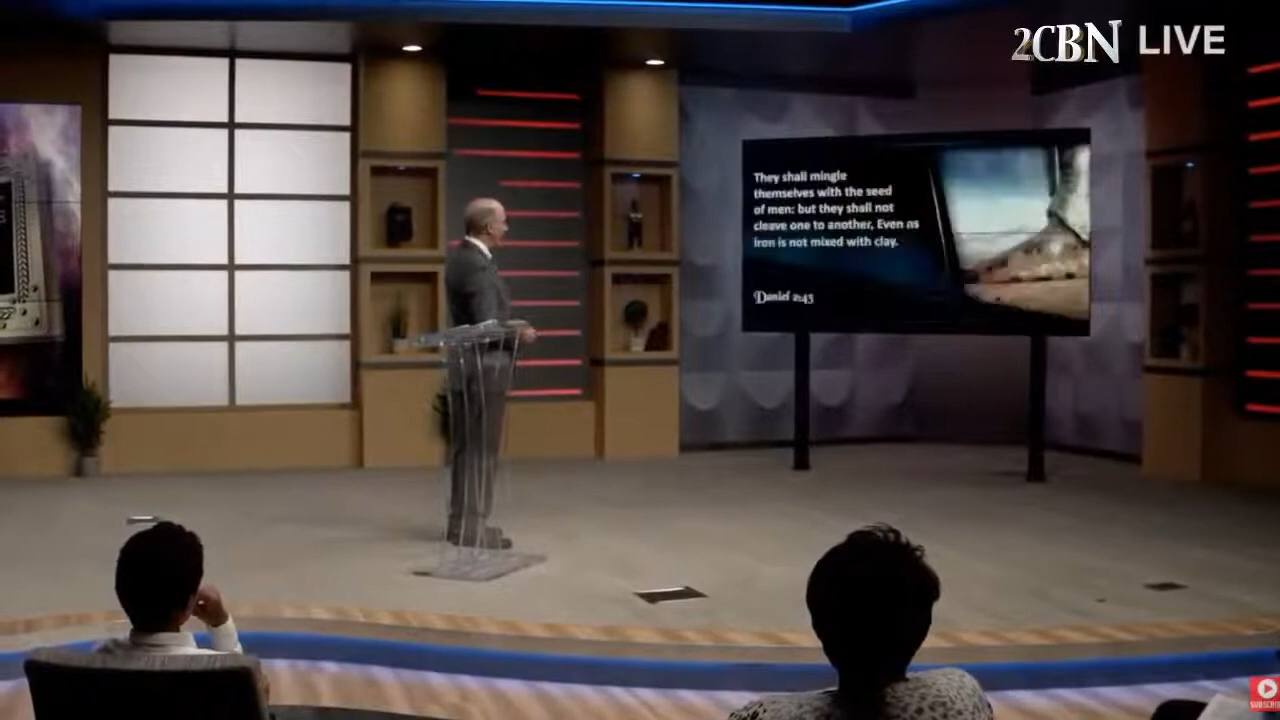 2CBN LIVE
They shall mingle
themselves with the seed
of men: but they shall not
cleave one to another, Even as
iron is not mixed with clay.
Daniel 2:43
SUBSCRIBE